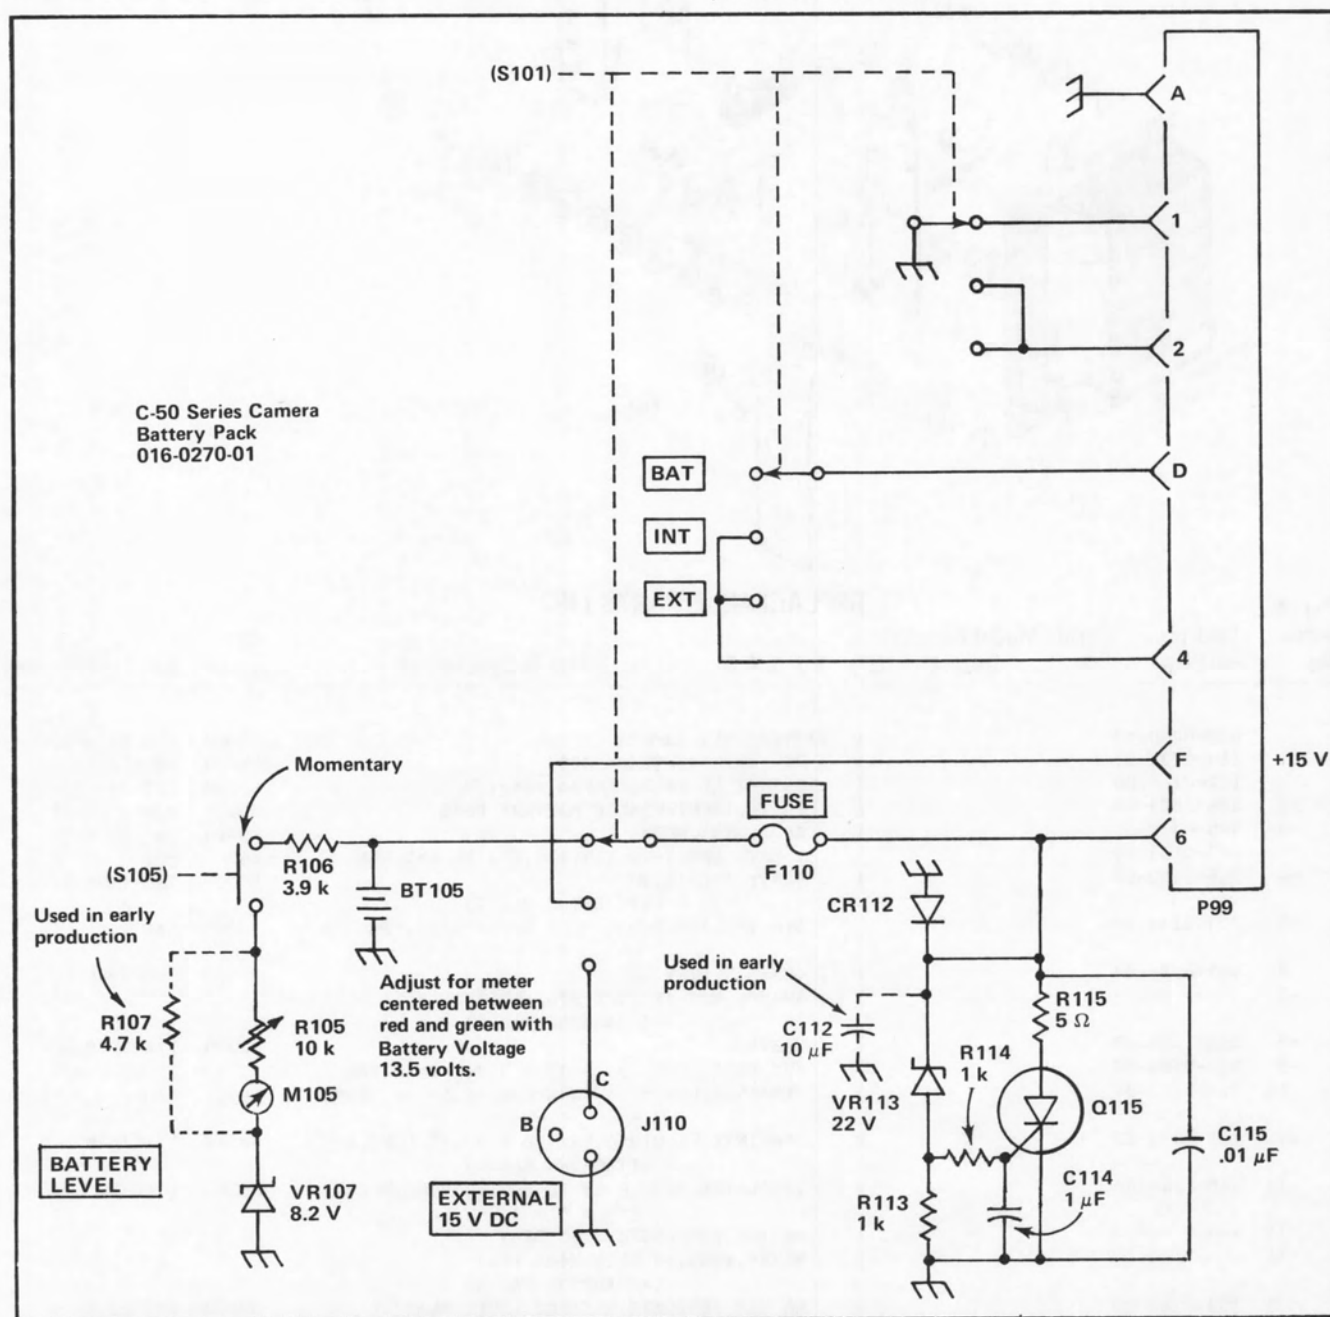 (S101)
A
1
2
C-50 Series Camera
Battery Pack
016-0270-01
BAT
D
INT
EXT
4
F
+15 V
Momentary
FUSE
6
F110
P99
(S105)
R106
3.9 k
BT105
CR112
Used in early
production
Used in early
production
R107
4.7 k
R105
10 k
M105
Adjust for meter
centered between
red and green with
Battery Voltage
13.5 volts.
C112
10 µF
R115
5 Ω
R114
1 k
VR113
22 V
Q115
C
B
J110
C115
.01 µF
BATTERY
LEVEL
VR107
8.2 V
EXTERNAL
15 V DC
R113
1 k
C114
1 µF